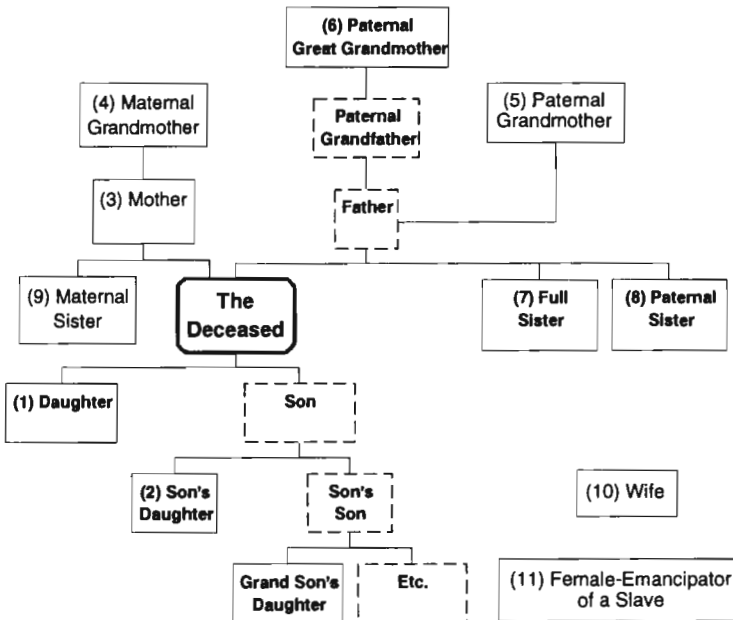 (6) Paternal
Great Grandmother
(4) Maternal
Grandmother
Paternal
Grandfather
(5) Paternal
Grandmother
(3) Mother
Father
(9) Maternal
Sister
The
Deceased
(7) Full
Sister
(8) Paternal
Sister
(1) Daughter
Son
(2) Son's
Daughter
Son's
Son
(10) Wife
Grand Son's
Daughter
Etc.
(11) Female-Emancipator
of a Slave